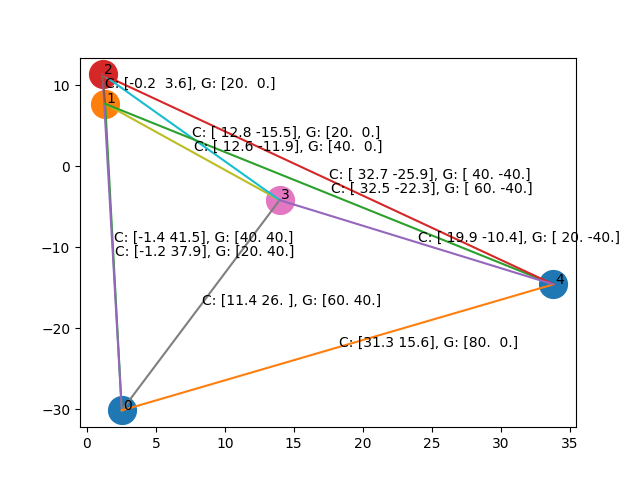 2
C: [-0.2  3.6], G: [20.  0.]
1
C: [ 12.8 -15.5], G: [20.  0.]
C: [ 12.6 -11.9], G: [40.  0.]
C: [ 32.7 -25.9], G: [ 40. -40.]
C: [ 32.5 -22.3], G: [ 60. -40.]
3
C: [-1.4 41.5], G: [40. 40.]
C: [ 19.9 -10.4], G: [ 20. -40.]
C: [-1.2 37.9], G: [20. 40.]
4
C: [11.4 26. ], G: [60. 40.]
C: [31.3 15.6], G: [80.  0.]
0
10
0
−10
−20
−30
0 5 10 15 20 25 30 35